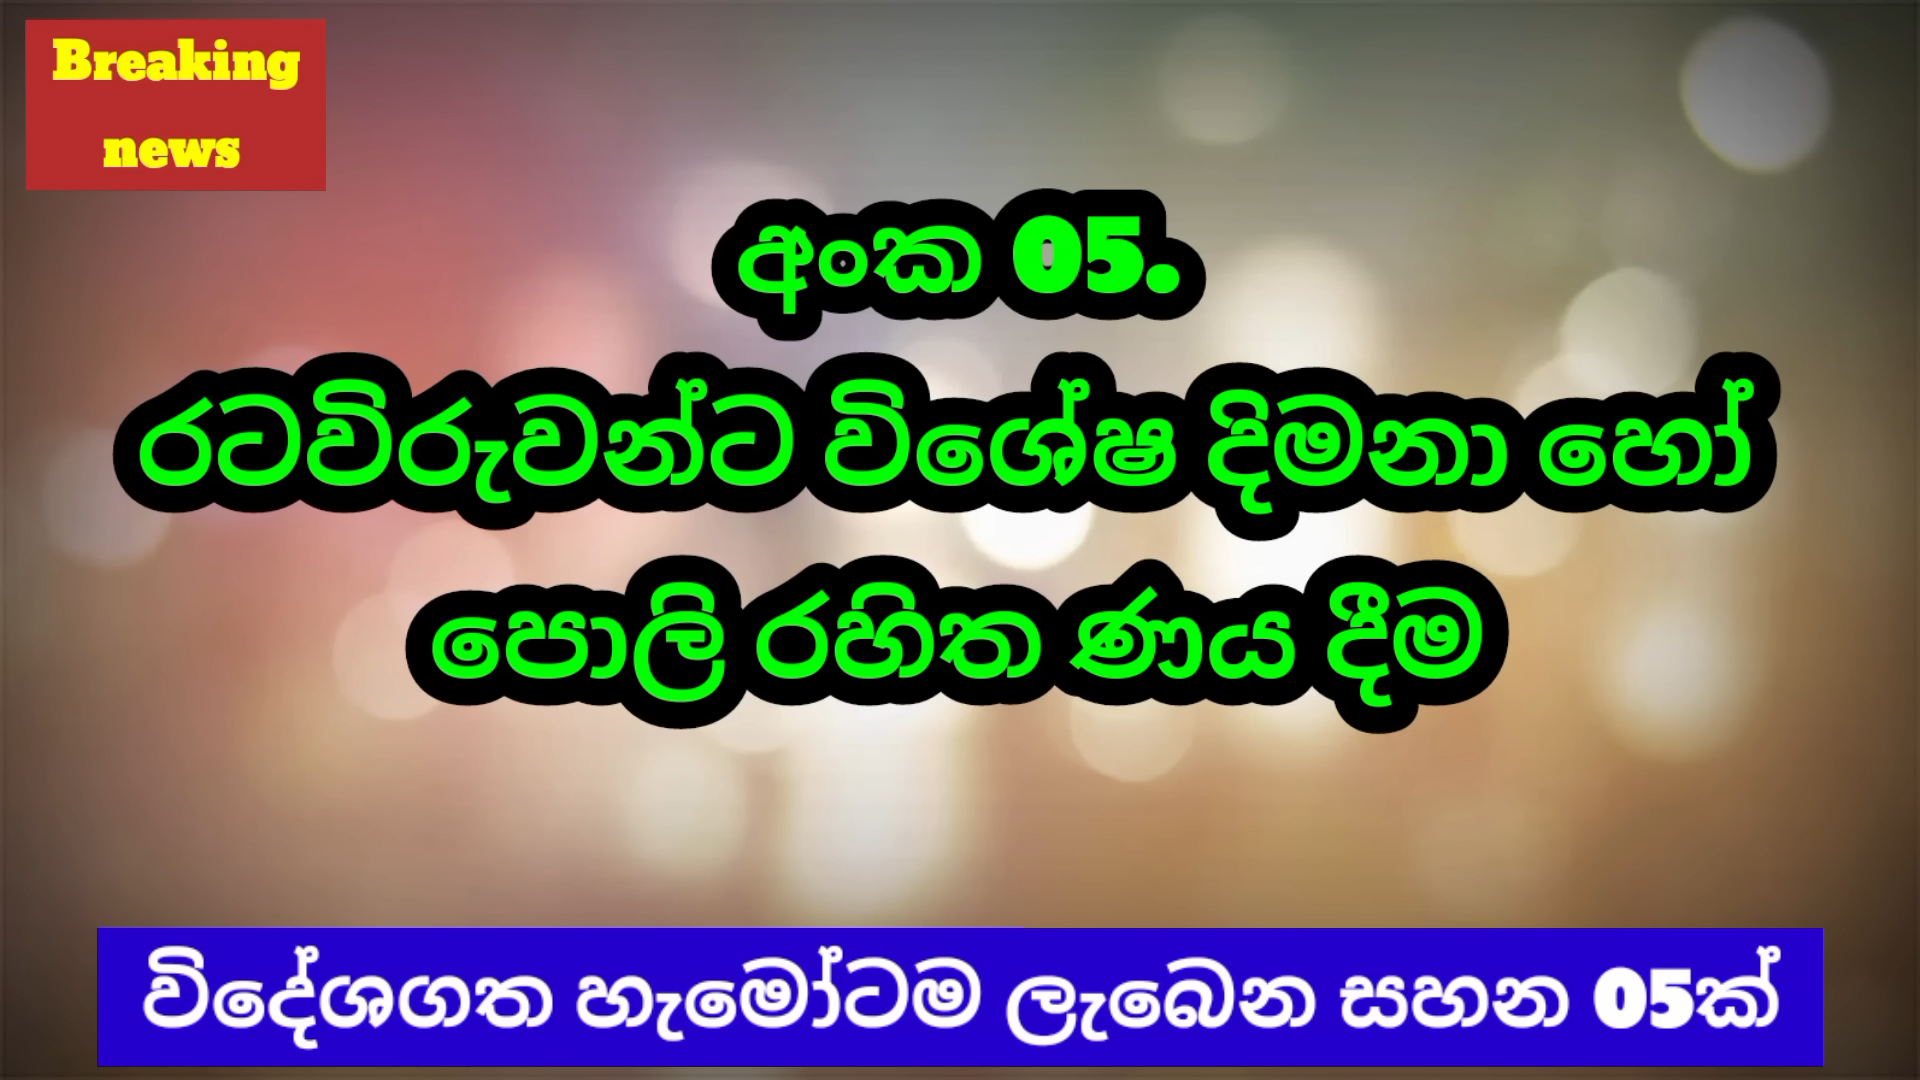 Breaking
news
අංක 05.
රටවිරුවන්ට විශේෂ දිමනා හෝ
පොලි රහිත ණය දීම
විදේශගත හැමෝටම ලැබෙන සහන 05ක්